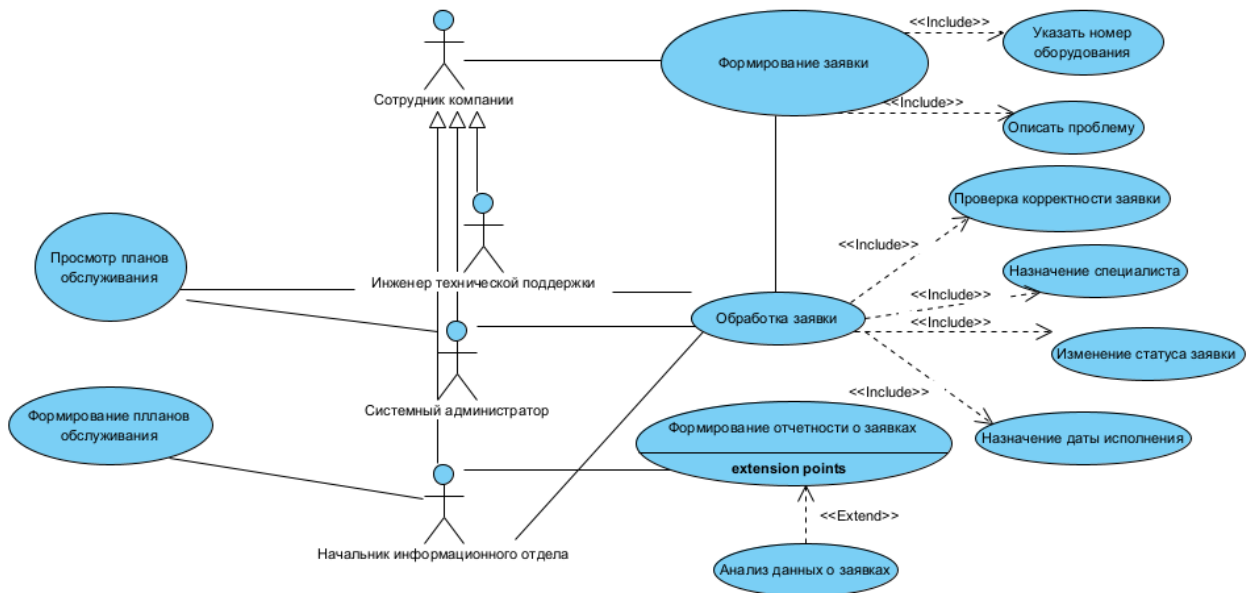 <<Include>>
Указать номер
оборудования
Формирование заявки
Сотрудник компании
<<Include>>
Описать проблему
Проверка корректности заявки
<<Include>>
Просмотр планов
обслуживания
Инженер технической поддержки
Назначение специалиста
<<Include>>
Обработка заявки
<<Include>>
Изменение статуса заявки
<<Include>>
Системный администратор
Формирование плланов
обслуживания
Формирование отчетности о заявках
extension points
Назначение даты исполнения
<<Extend>>
Начальник информационного отдела
Анализ данных о заявках